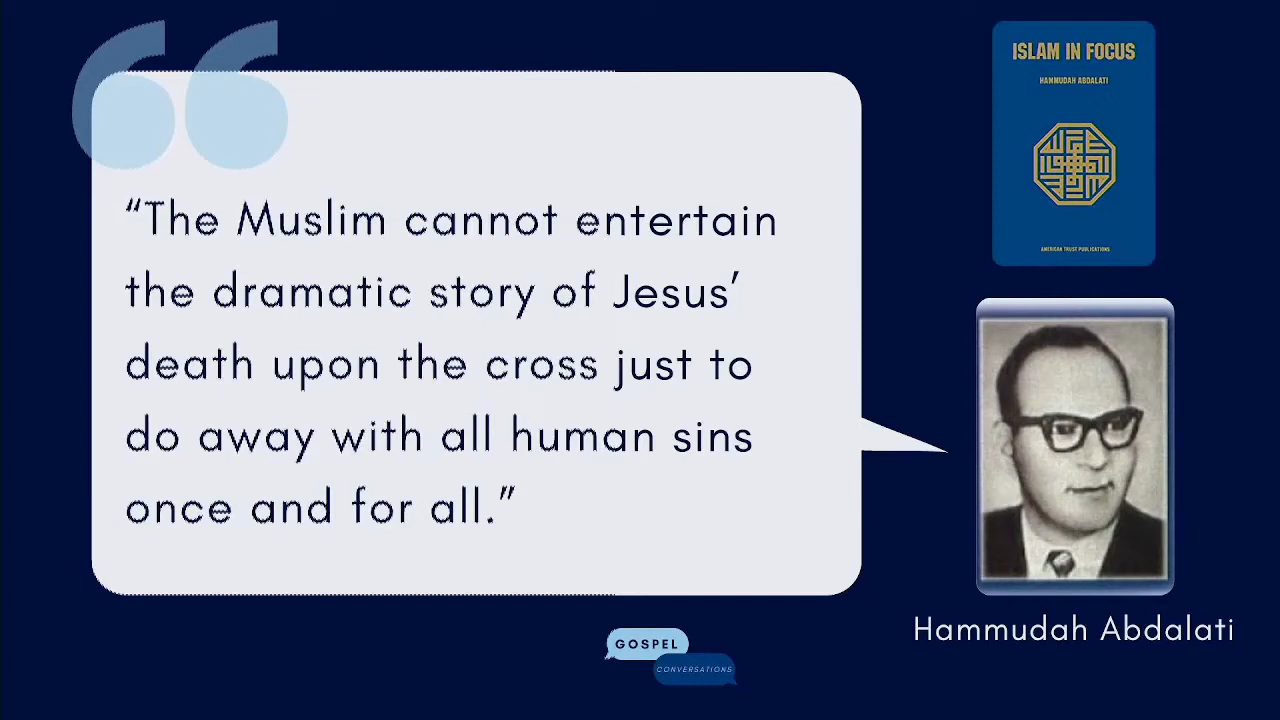 “The Muslim cannot entertain
the dramatic story of Jesus’
death upon the cross just to
do away with all human sins
once and for all.”
ISLAM IN FOCUS
HAMMUDAH ABDALATI
AMERICAN TRUST PUBLICATIONS
Hammudah Abdalati
GOSPEL
CONVERSATIONS